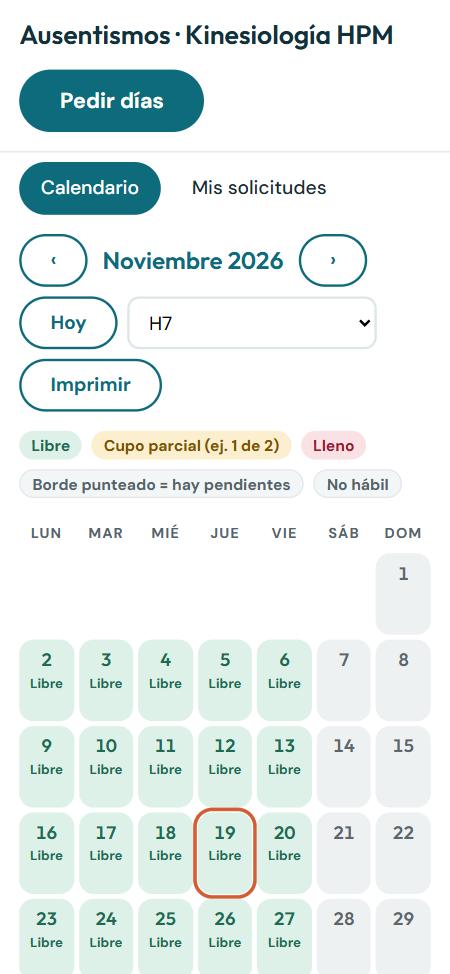 Ausentismos · Kinesiología HPM
Pedir días
Calendario Mis solicitudes
‹ Noviembre 2026 ›
Hoy H7
Imprimir
Libre Cupo parcial (ej. 1 de 2) Lleno
Borde punteado = hay pendientes No hábil
LUN MAR MIÉ JUE VIE SÁB DOM
1
2 3 4 5 6 7 8
Libre Libre Libre Libre Libre
9 10 11 12 13 14 15
Libre Libre Libre Libre Libre
16 17 18 19 20 21 22
Libre Libre Libre Libre Libre
23 24 25 26 27 28 29
Libre Libre Libre Libre Libre